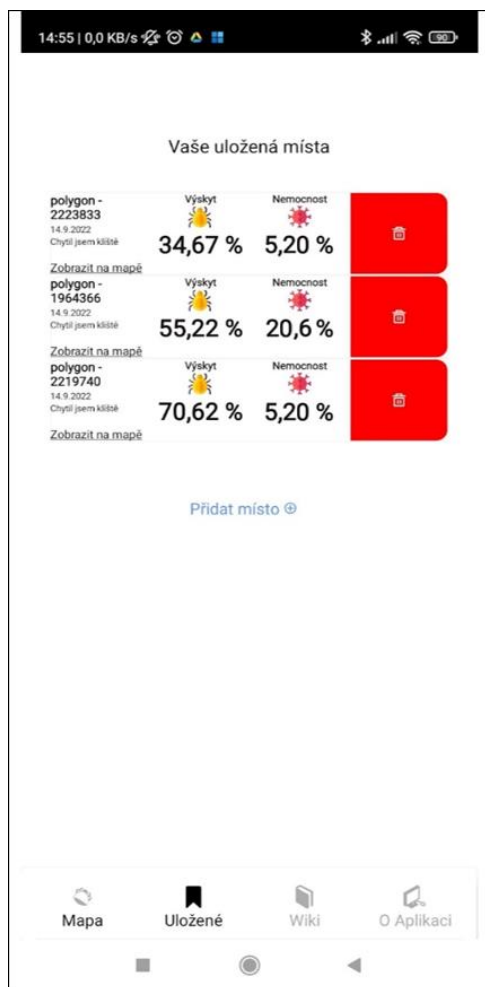 14:55 | 0,0 KB/s
90
Vaše uložená místa
polygon -
2223833
14.9.2022
Chytil jsem klíště
Zobrazit na mapě
Výskyt
34,67 %
Nemocnost
5,20 %
polygon -
1964366
14.9.2022
Chytil jsem klíště
Zobrazit na mapě
Výskyt
55,22 %
Nemocnost
20,6 %
polygon -
2219740
14.9.2022
Chytil jsem klíště
Zobrazit na mapě
Výskyt
70,62 %
Nemocnost
5,20 %
Přidat místo
Mapa
Uložené
Wiki
O Aplikaci